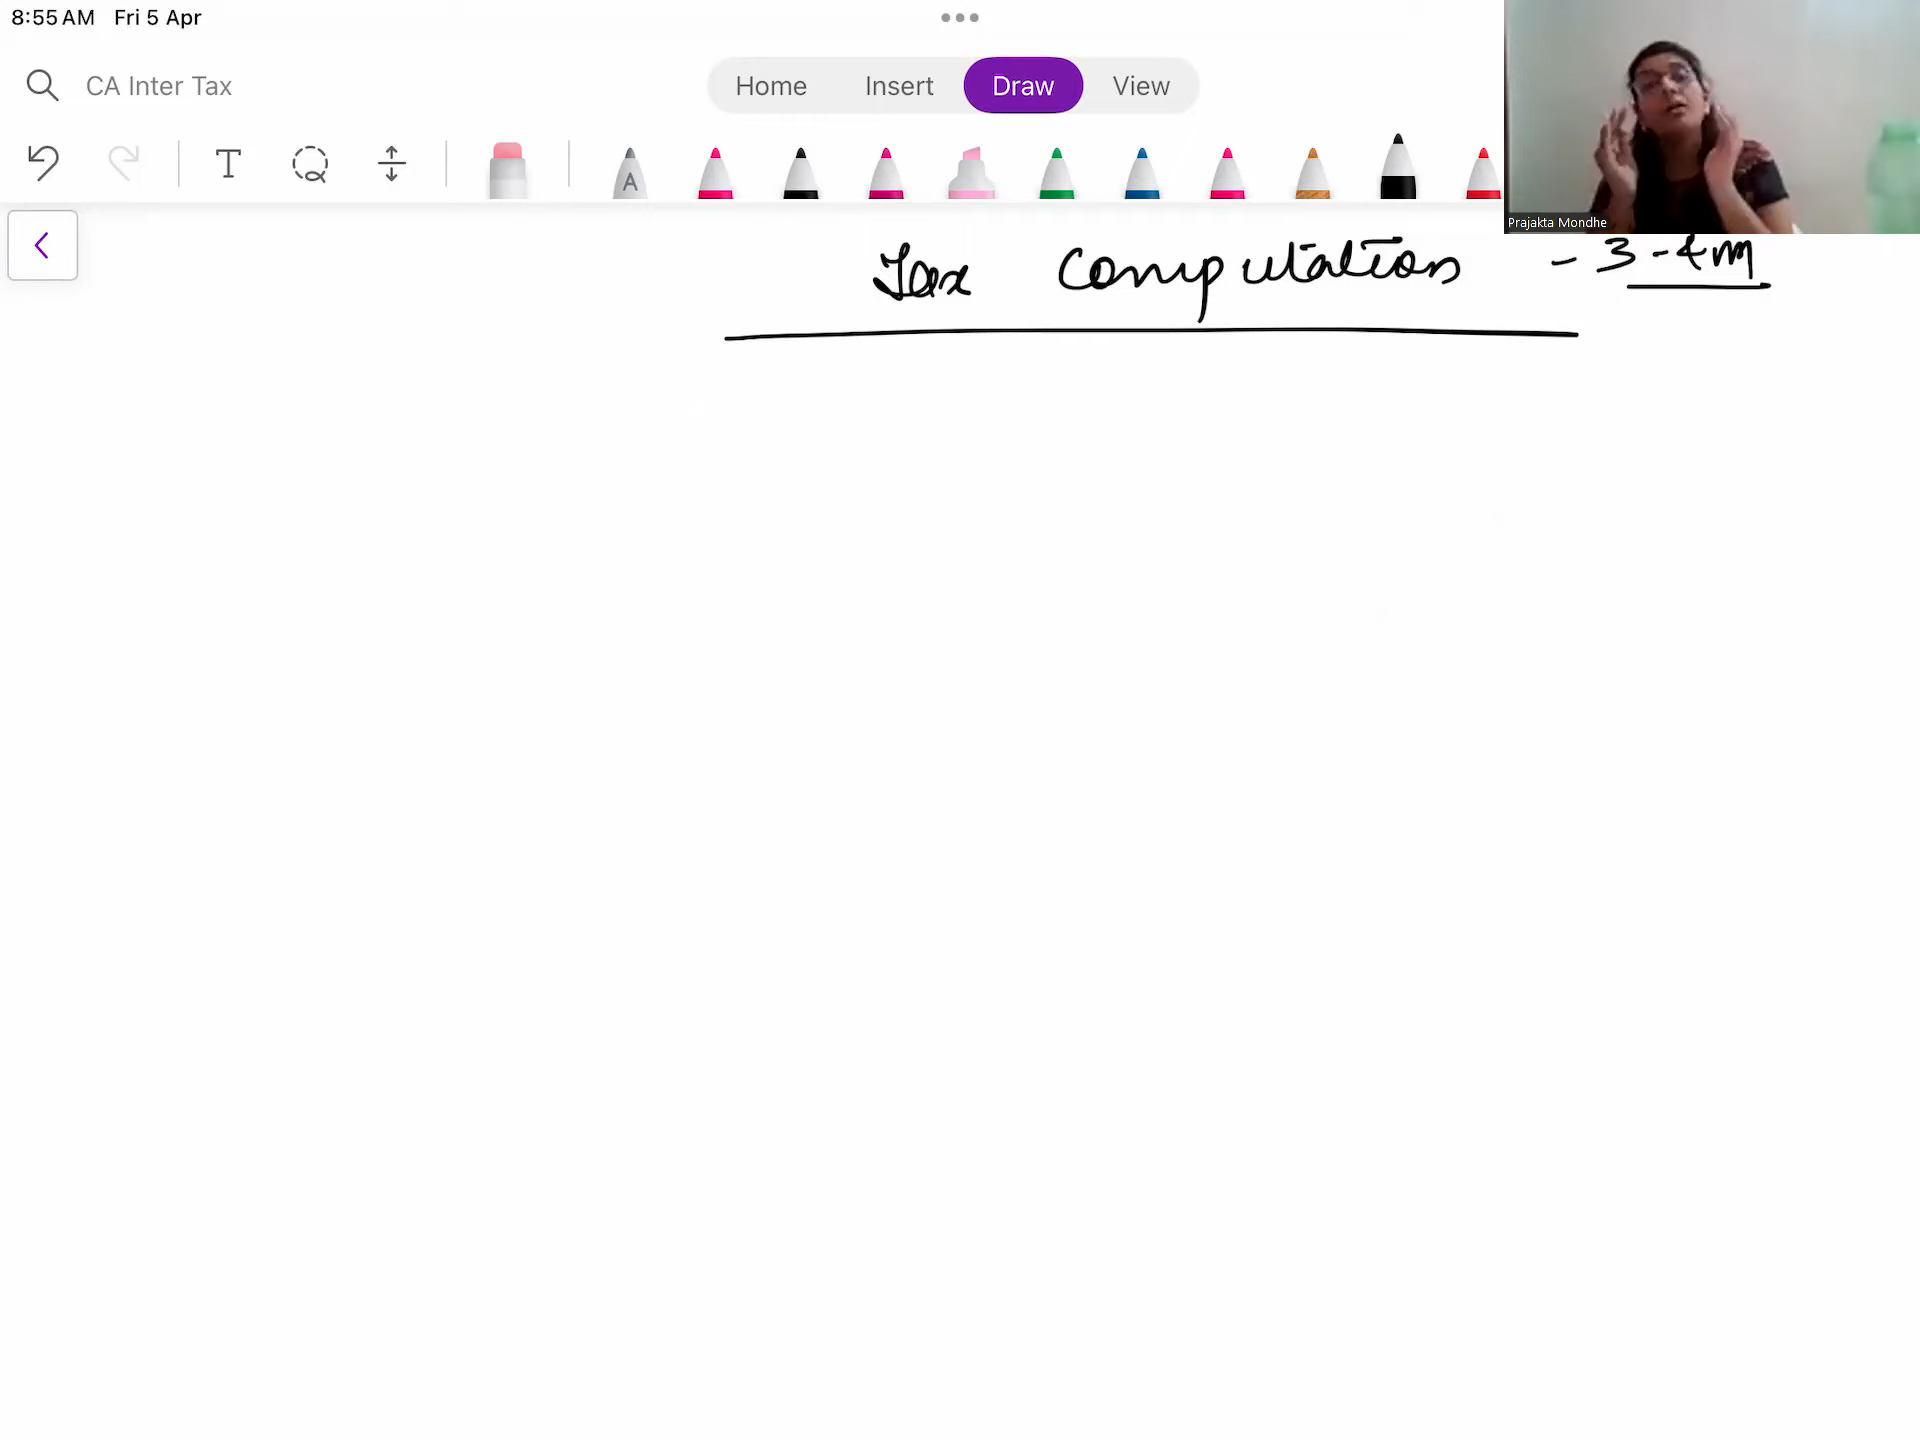 8:55 AM Fri 5 Apr
CA Inter Tax
Home Insert Draw View
T
A
Prajakta Mondhe
Tax Computation - 3-4m